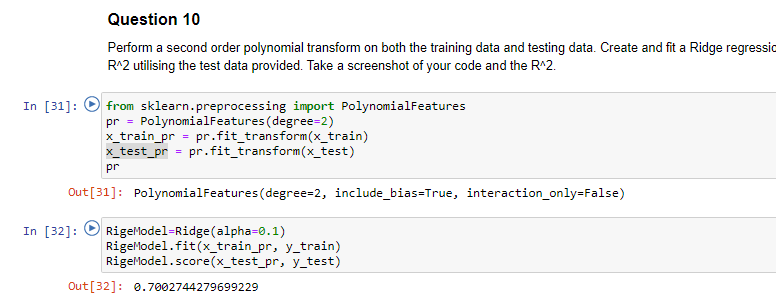 Question 10
Perform a second order polynomial transform on both the training data and testing data. Create and fit a Ridge
R^2 utilising the test data provided. Take a screenshot of your code and the R^2.
In [31]: from sklearn.preprocessing import PolynomialFeatures
pr = PolynomialFeatures(degree=2)
x_train_pr = pr.fit_transform(x_train)
x_test_pr = pr.fit_transform(x_test)
pr
Out[31]: PolynomialFeatures(degree=2, include_bias=True, interaction_only=False)
In [32]: RigeModel=Ridge(alpha=0.1)
RigeModel.fit(x_train_pr, y_train)
RigeModel.score(x_test_pr, y_test)
Out[32]: 0.7002744279699229